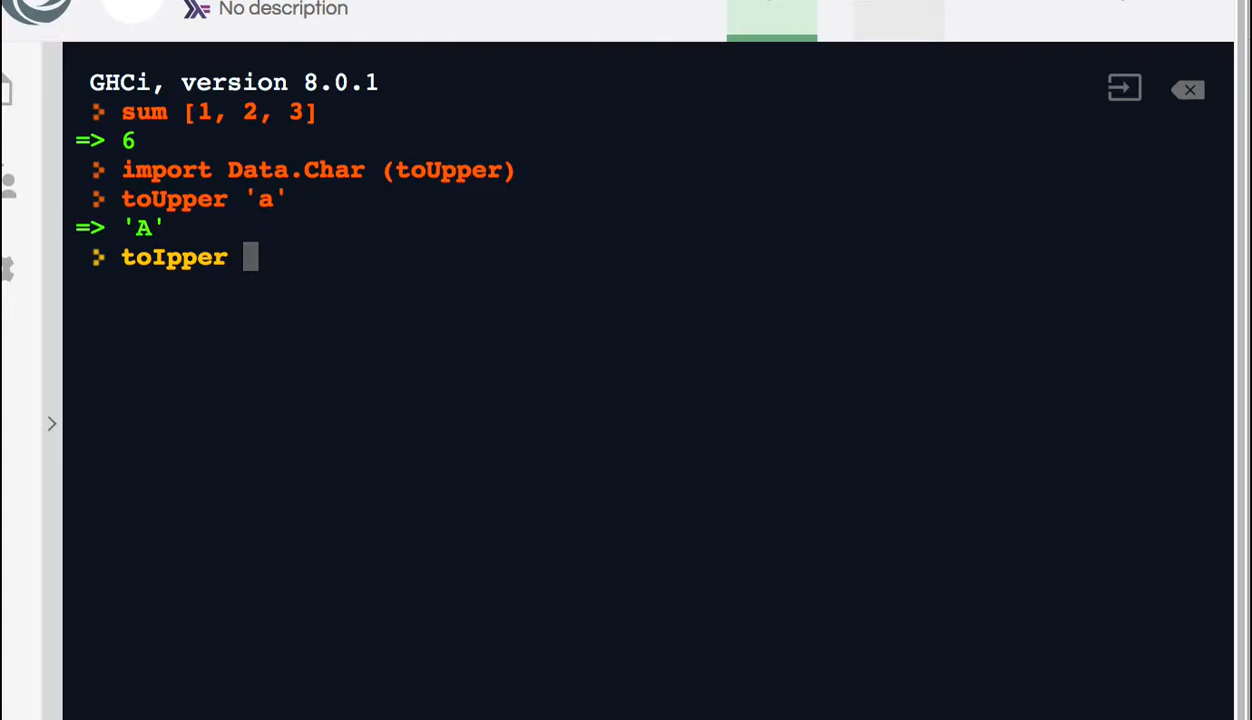 No description
GHCi, version 8.0.1
sum [1, 2, 3]
=> 6
import Data.Char (toUpper)
toUpper 'a'
=> 'A'
toIpper